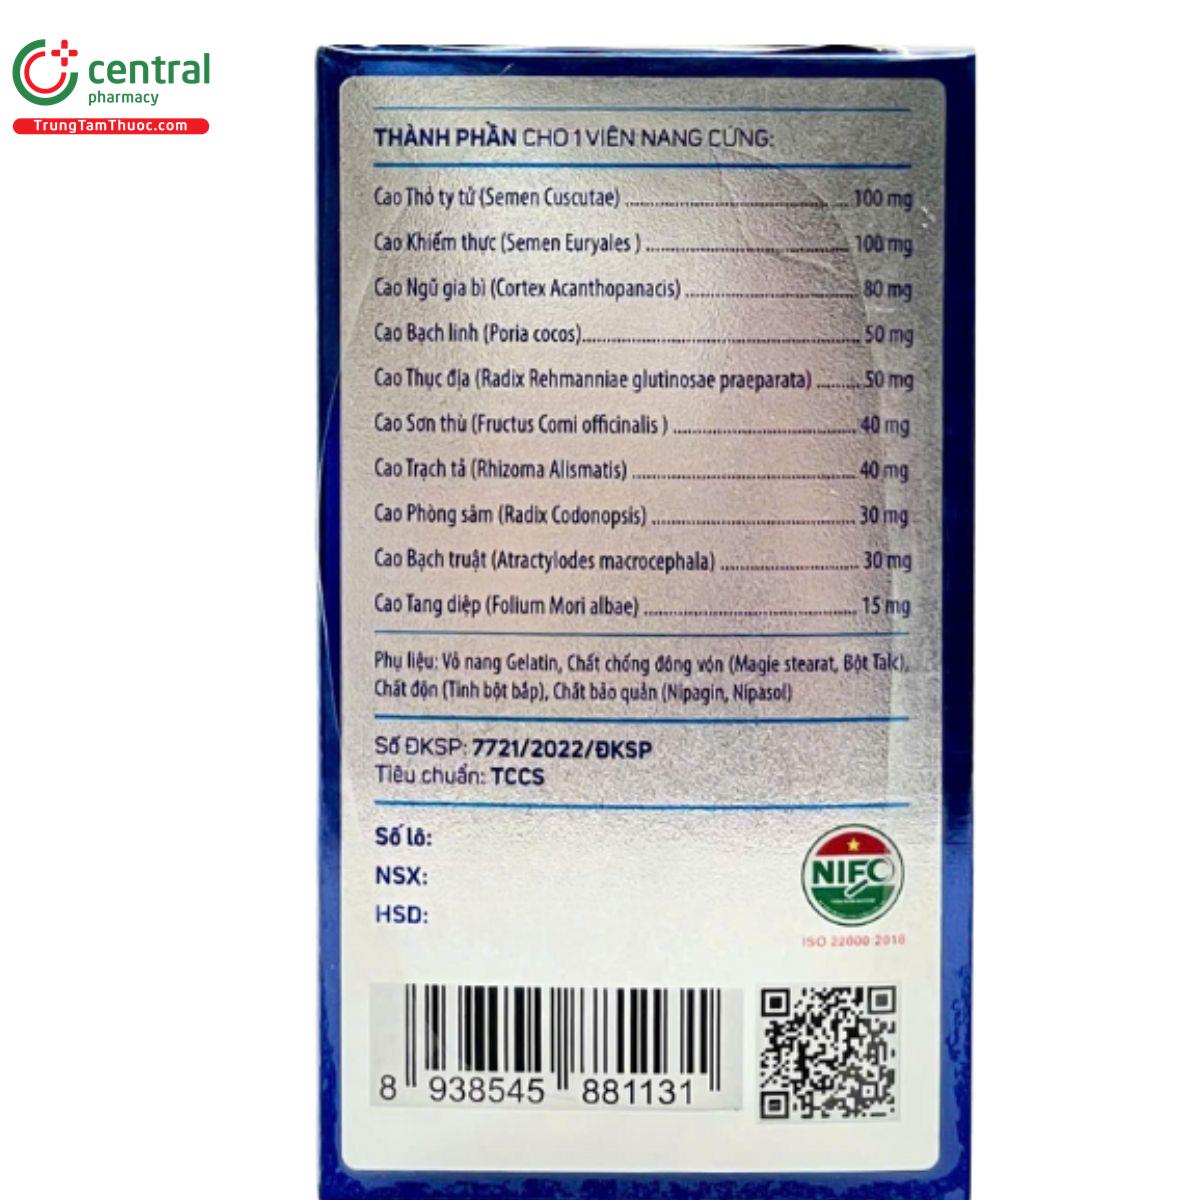 central
pharmacy
TrungTamThuoc.com
THÀNH PHẦN CHO 1 VIÊN NANG CỨNG:
Cao Thỏ ty tử (Semen Cuscutae) ........ 100 mg
Cao Khiếm thực (Semen Euryales ) ........ 100 mg
Cao Ngũ gia bì (Cortex Acanthopanacis) ........ 80 mg
Cao Bạch linh (Poria cocos)........ 50 mg
Cao Thục địa (Radix Rehmanniae glutinosae praeparata) ........ 50 mg
Cao Sơn thù (Fructus Corni officinalis ) ........ 40 mg
Cao Trạch tả (Rhizoma Alismatis) ........ 40 mg
Cao Phòng sâm (Radix Codonopsis) ........ 30 mg
Cao Bạch truật (Atractylodes macrocephala) ........ 30 mg
Cao Tang diệp (Folium Mori albae) ........ 15 mg
Phụ liệu: Vỏ nang Gelatin, Chất chống đông vón (Magie stearat, Bột Talc),
Chất độn (Tinh bột bắp), Chất bảo quản (Nipagin, Nipasol)
Số ĐKSP: 7721/2022/ĐKSP
Tiêu chuẩn: TCCS
Số lô:
NSX:
HSD:
NIFC
ISO 22000 2018
8 938545 881131